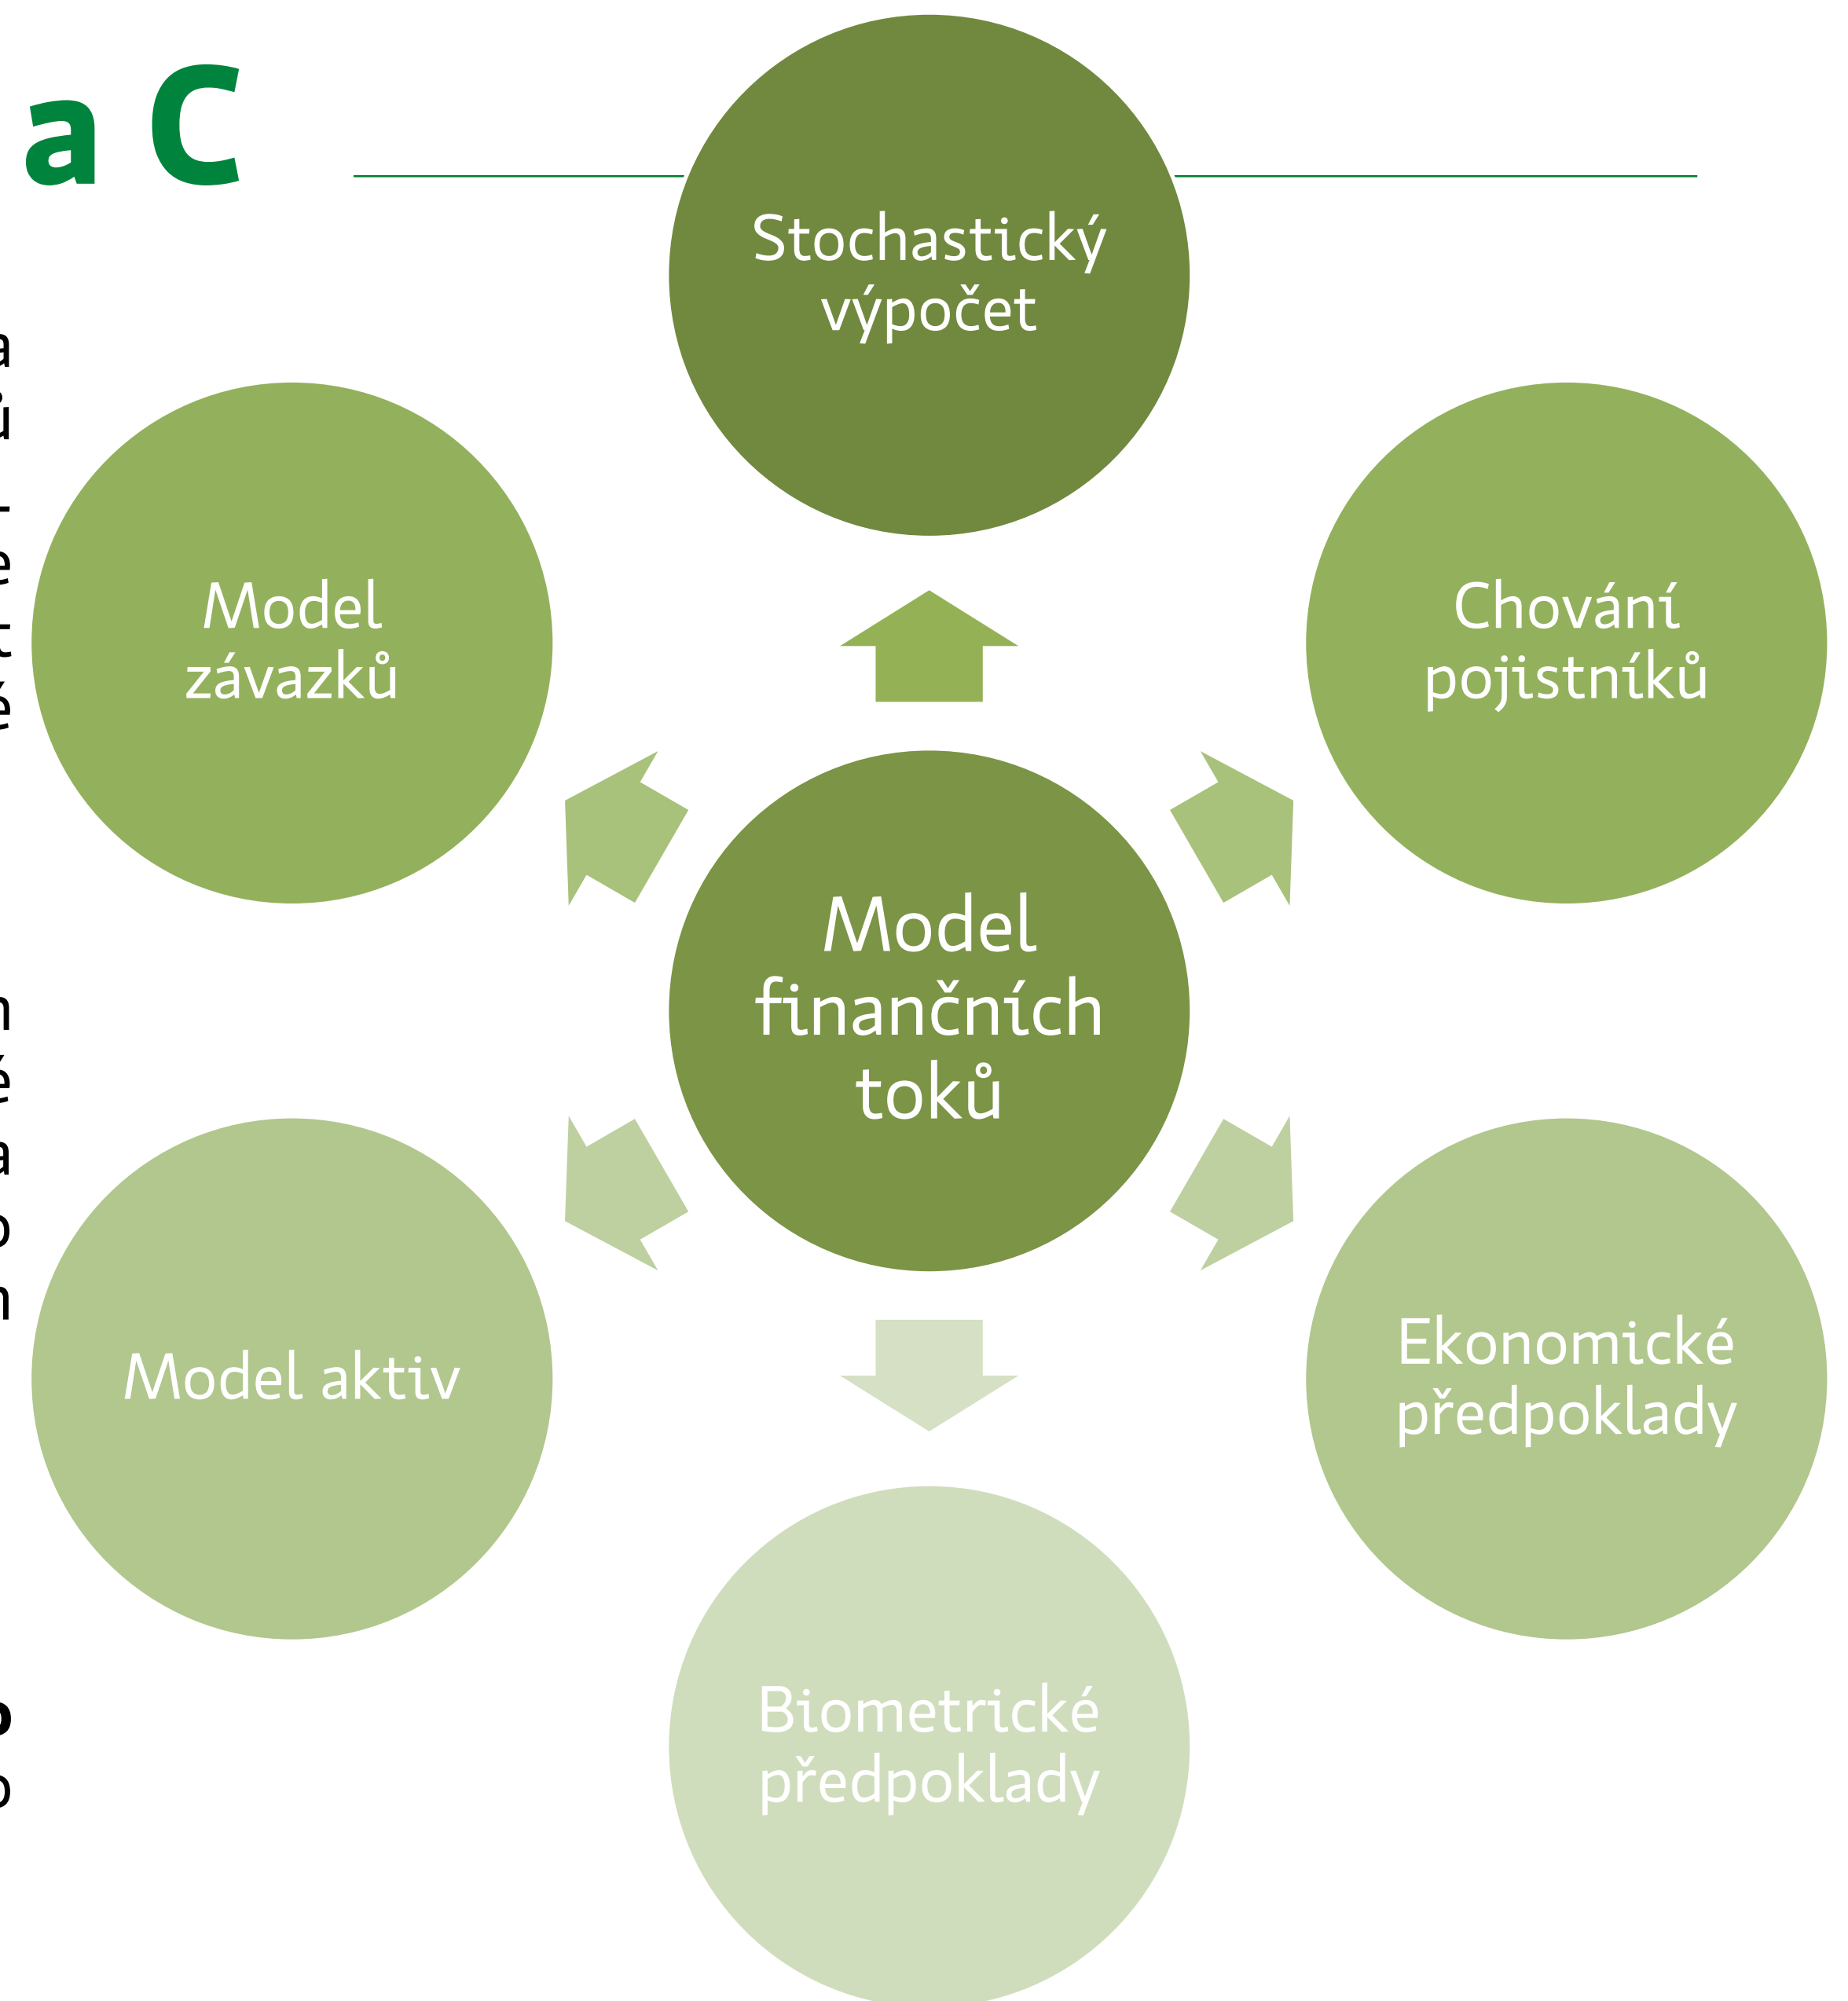 a C
Stochastický
výpočet
Model
závazků
Chování
pojistníků
Model
finančních
toků
Model aktiv
Ekonomické
předpoklady
Biometrické
předpoklady